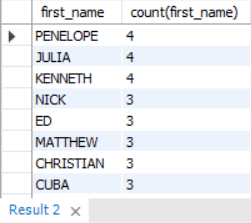 first_name count(first_name)
PENELOPE 4
JULIA 4
KENNETH 4
NICK 3
ED 3
MATTHEW 3
CHRISTIAN 3
CUBA 3
Result 2